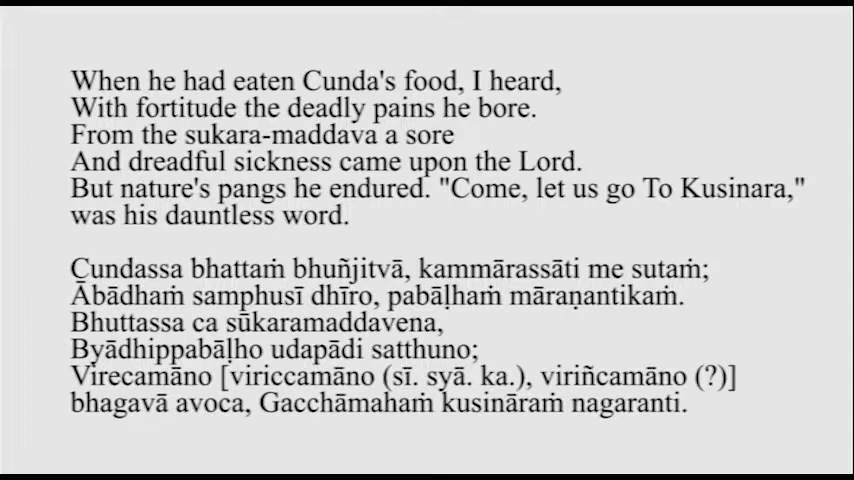 When he had eaten Cunda's food, I heard,
With fortitude the deadly pains he bore.
From the sukara-maddava a sore
And dreadful sickness came upon the Lord.
But nature's pangs he endured. "Come, let us go To Kusinara,"
was his dauntless word.
Cundassa bhattaṁ bhuñjitvā, kammārassāti me sutaṁ;
Ābādhaṁ samphusī dhīro, pabāḷhaṁ māraṇantikaṁ.
Bhuttassa ca sūkaramaddavena,
Byādhippabāḷho udapādi satthuno;
Virecamāno [viriccamāno (sī. syā. ka.), viriñcamāno (?)]
bhagavā avoca, Gacchāmahaṁ kusināraṁ nagaranti.